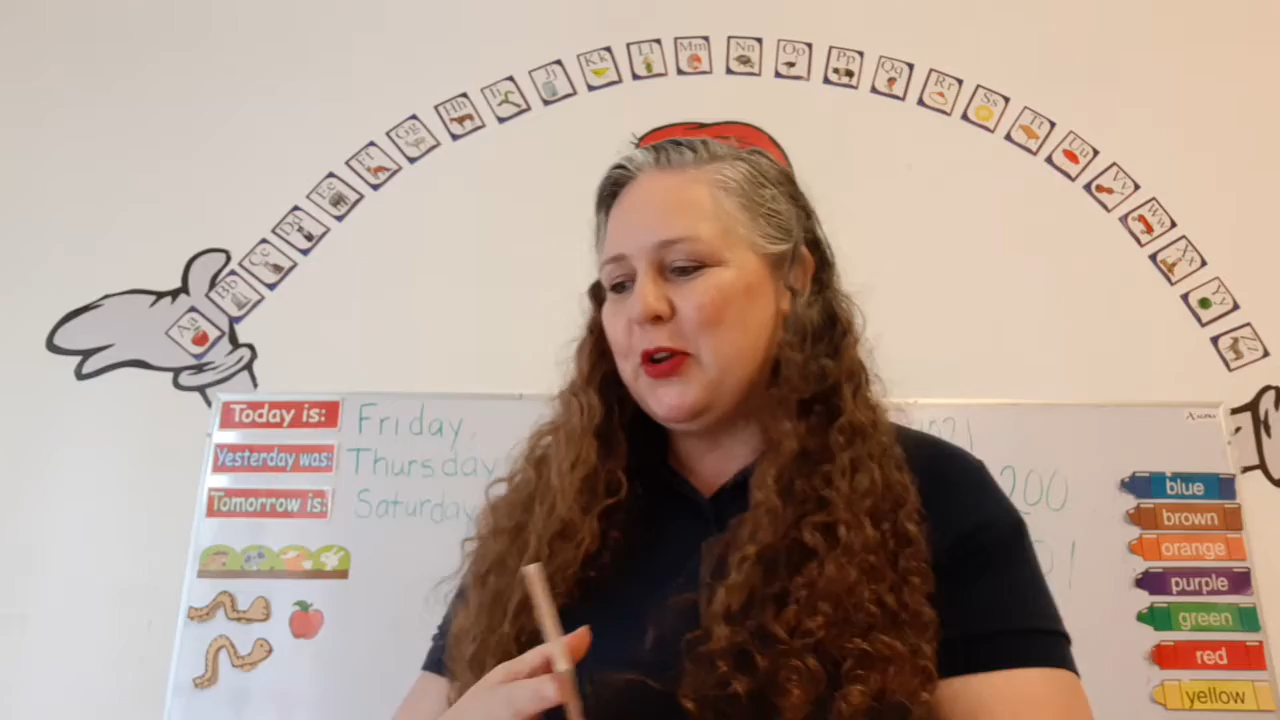 Aa
Bb
Cc
Dd
Ee
Ff
Gg
Hh
Ii
Jj
Kk
Ll
Mm
Nn
Oo
Pp
Qq
Rr
Ss
Tt
Uu
Vv
Ww
Xx
Yy
Zz
Today is: Friday
Yesterday was: Thursday
Tomorrow is: Saturday
200
blue
brown
orange
purple
green
red
yellow